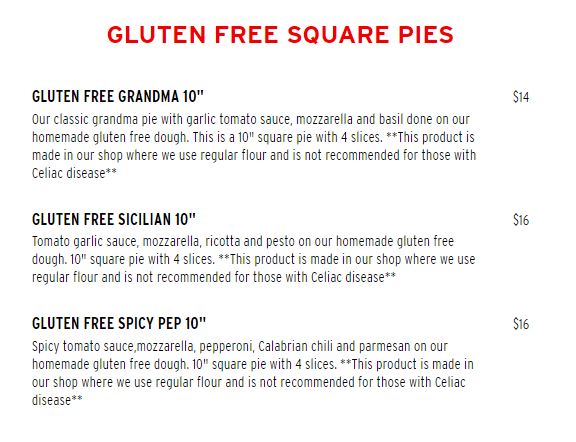 GLUTEN FREE SQUARE PIES
GLUTEN FREE GRANDMA 10" $14
Our classic grandma pie with garlic tomato sauce, mozzarella and basil done on our
homemade gluten free dough. This is a 10" square pie with 4 slices. **This product is
made in our shop where we use regular flour and is not recommended for those with
Celiac disease**
GLUTEN FREE SICILIAN 10" $16
Tomato garlic sauce, mozzarella, ricotta and pesto on our homemade gluten free
dough. 10" square pie with 4 slices. **This product is made in our shop where we use
regular flour and is not recommended for those with Celiac disease**
GLUTEN FREE SPICY PEP 10" $16
Spicy tomato sauce,mozzarella, pepperoni, Calabrian chili and parmesan on our
homemade gluten free dough. 10" square pie with 4 slices. **This product is made in
our shop where we use regular flour and is not recommended for those with Celiac
disease**